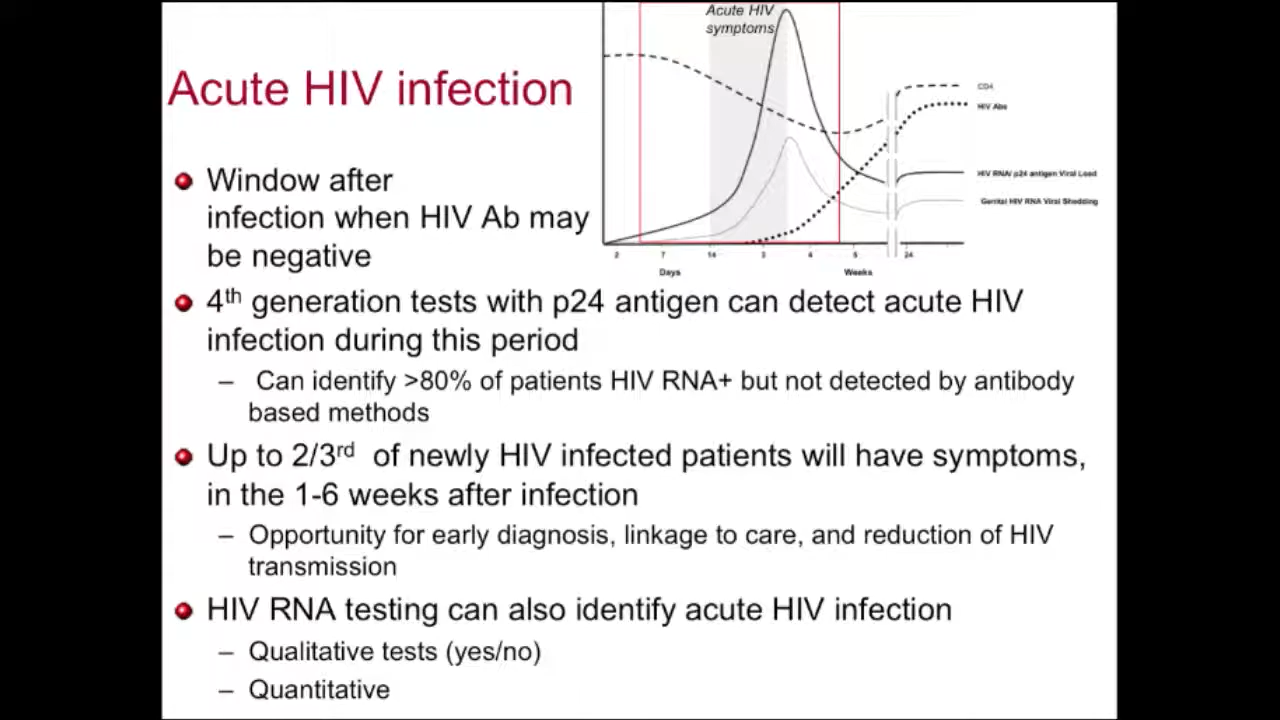 Acute HIV infection
Acute HIV
symptoms
CD4
HIV Abs
HIV RNA/ p24 antigen Viral Load
Genital HIV RNA Viral Shedding
2 7 14 3 4 5 24
Days Weeks
Window after
infection when HIV Ab may
be negative
4th generation tests with p24 antigen can detect acute HIV
infection during this period
– Can identify >80% of patients HIV RNA+ but not detected by antibody
based methods
Up to 2/3rd of newly HIV infected patients will have symptoms,
in the 1-6 weeks after infection
– Opportunity for early diagnosis, linkage to care, and reduction of HIV
transmission
HIV RNA testing can also identify acute HIV infection
– Qualitative tests (yes/no)
– Quantitative